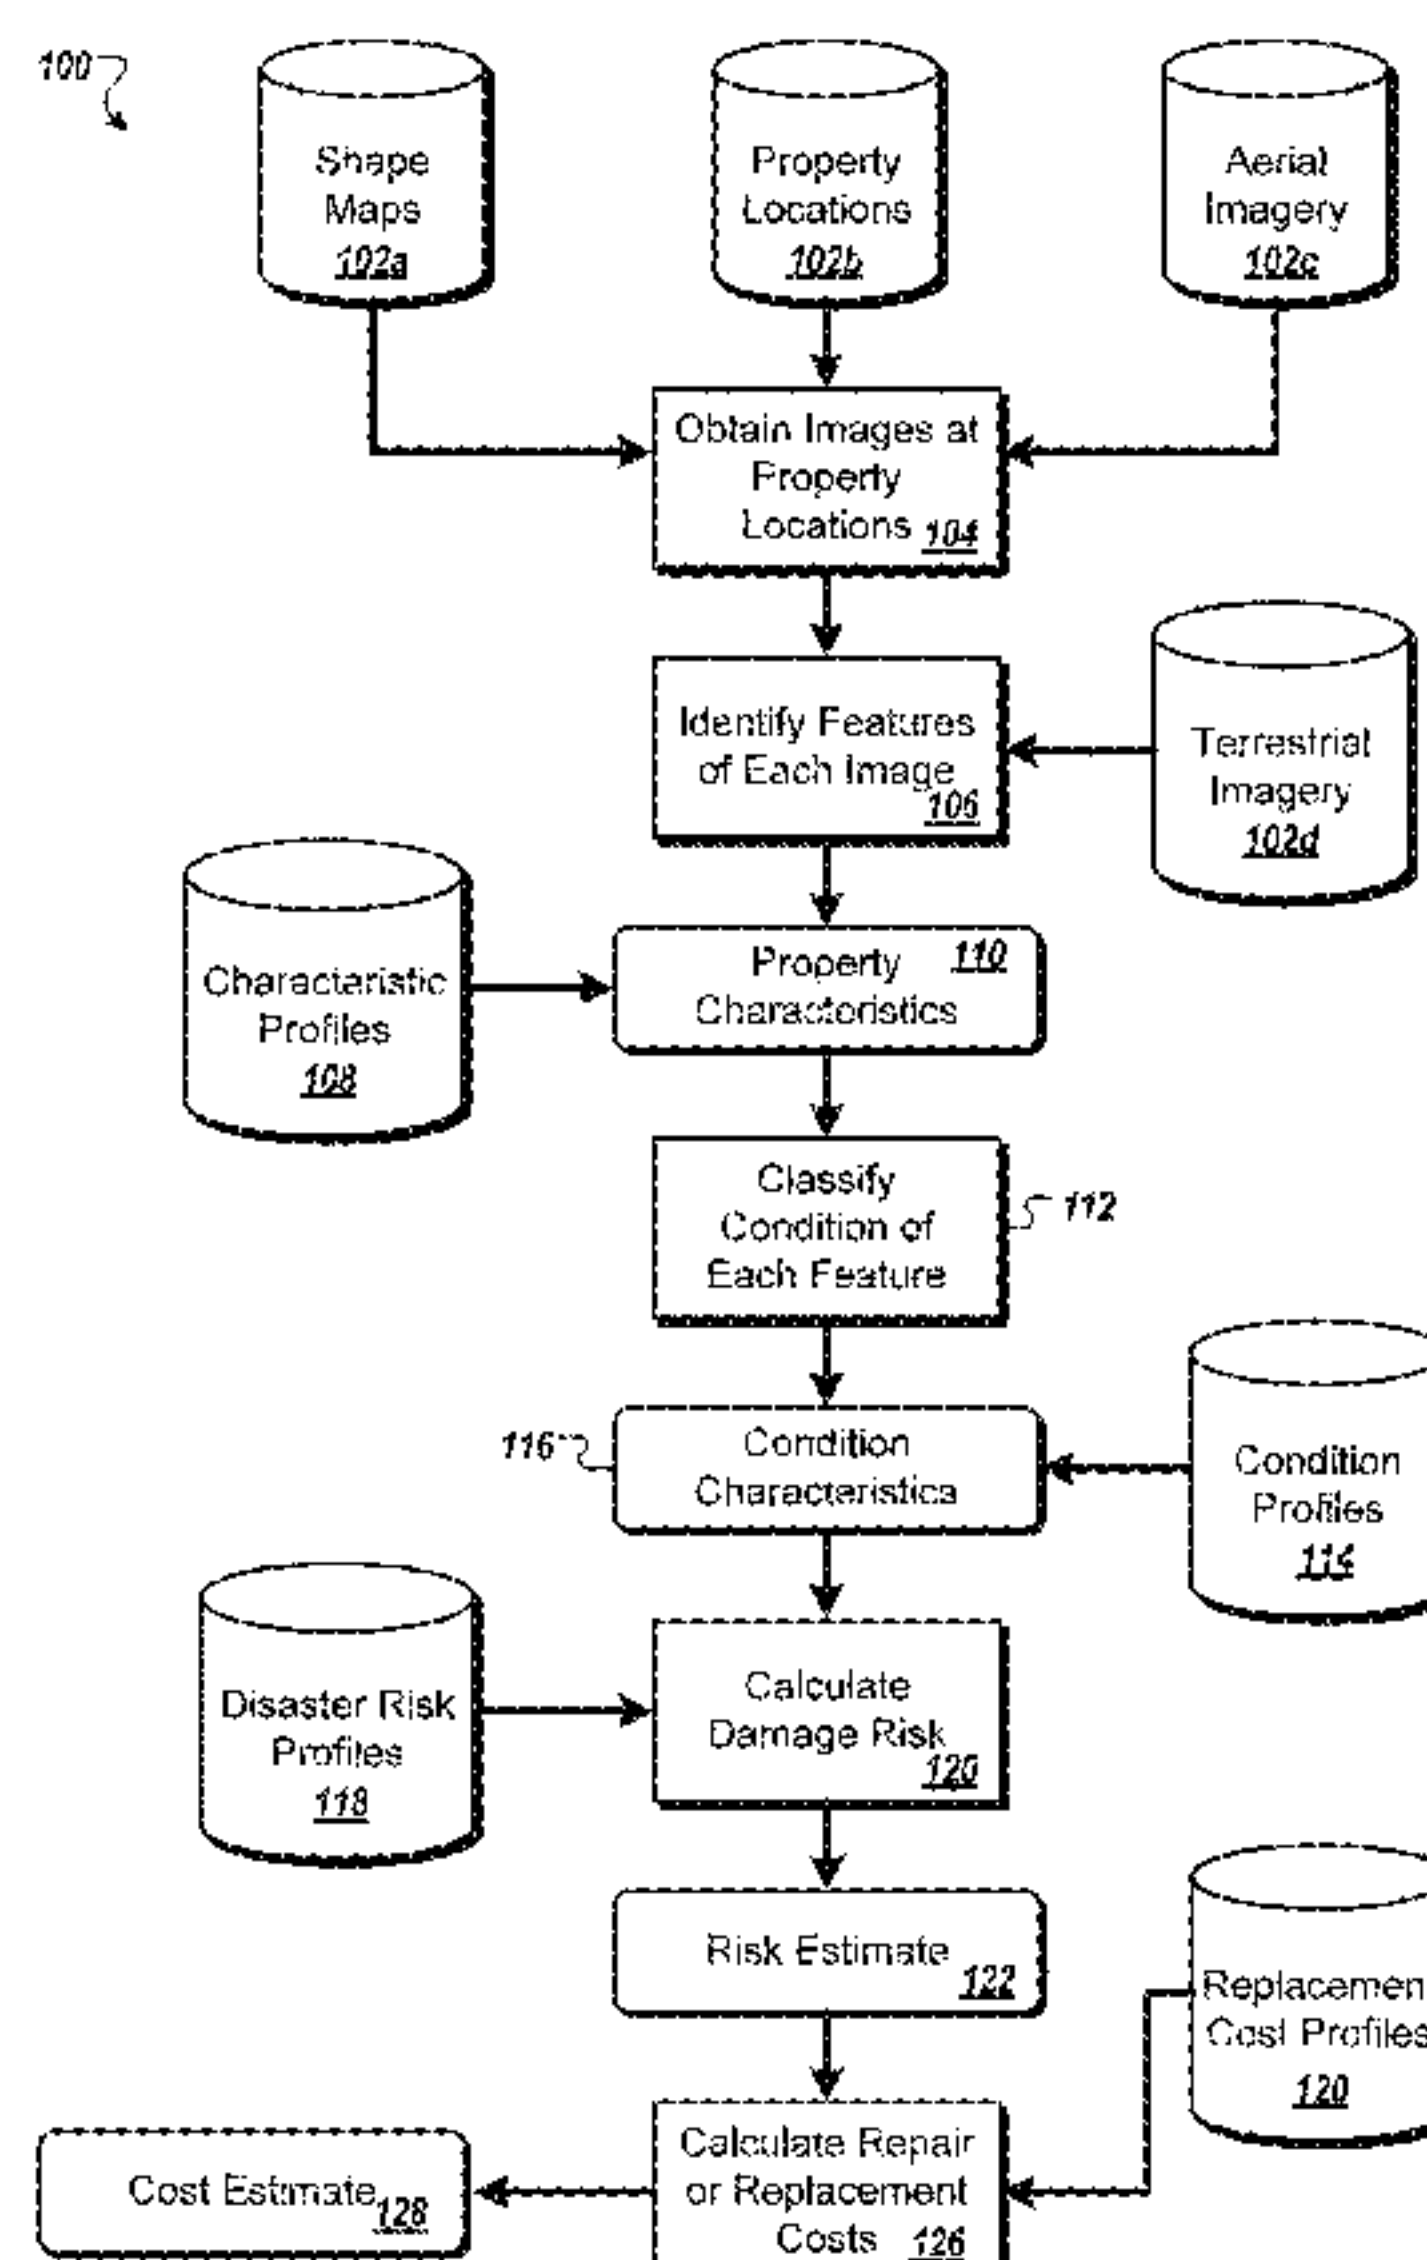 100
Shape
Maps
102a
Property
Locations
102b
Aerial
Imagery
102c
Obtain Images at
Property
Locations 104
Identify Features
of Each Image
106
Terrestrial
Imagery
102d
Characteristic
Profiles
108
Property 110
Characteristics
Classify
Condition of
Each Feature
112
116
Condition
Characteristics
Condition
Profiles
114
Disaster Risk
Profiles
118
Calculate
Damage Risk
120
Risk Estimate
122
Replacemen
Cost Profiles
120
Calculate Repair
or Replacement
Costs 126
Cost Estimate
128